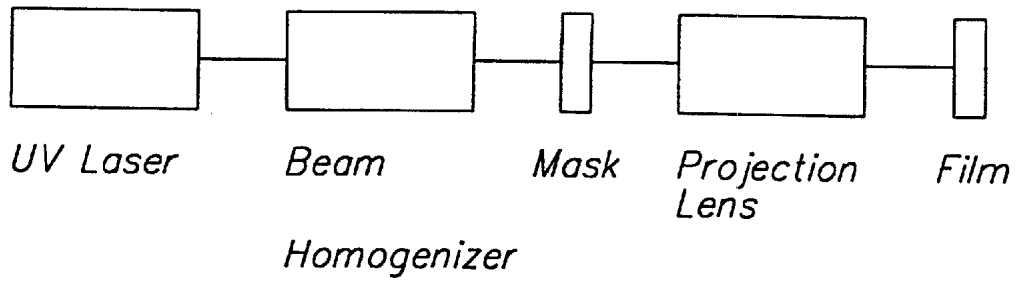 UV Laser
Beam
Homogenizer
Mask
Projection
Lens
Film